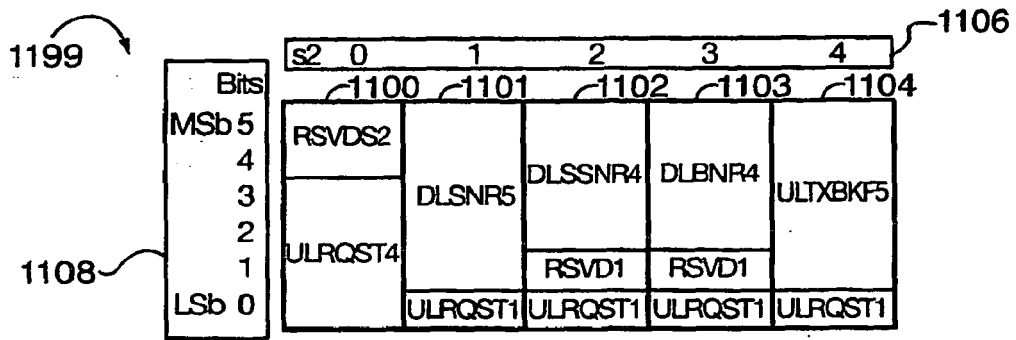 1199
1106
s2 0 1 2 3 4
Bits
1100 1101 1102 1103 1104
MSb 5
4
3
2
1
LSb 0
1108
RSVDS2
ULRQST4
DLSNR5
ULRQST1
DLSSNR4
RSVD1
ULRQST1
DLBNR4
RSVD1
ULRQST1
ULTXBKF5
ULRQST1